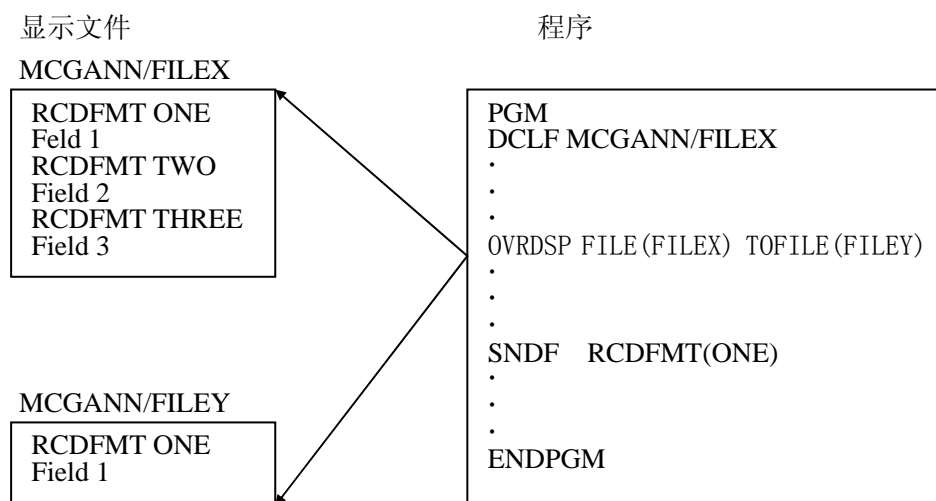 显示文件
MCGANN/FILEX
RCDFMT ONE
Feld 1
RCDFMT TWO
Field 2
RCDFMT THREE
Field 3
MCGANN/FILEY
RCDFMT ONE
Field 1
程序
PGM
DCLF MCGANN/FILEX
.
.
.
OVRDSP FILE(FILEX) TOFILE(FILEY)
.
.
.
SNDF RCDFMT(ONE)
.
.
.
ENDPGM